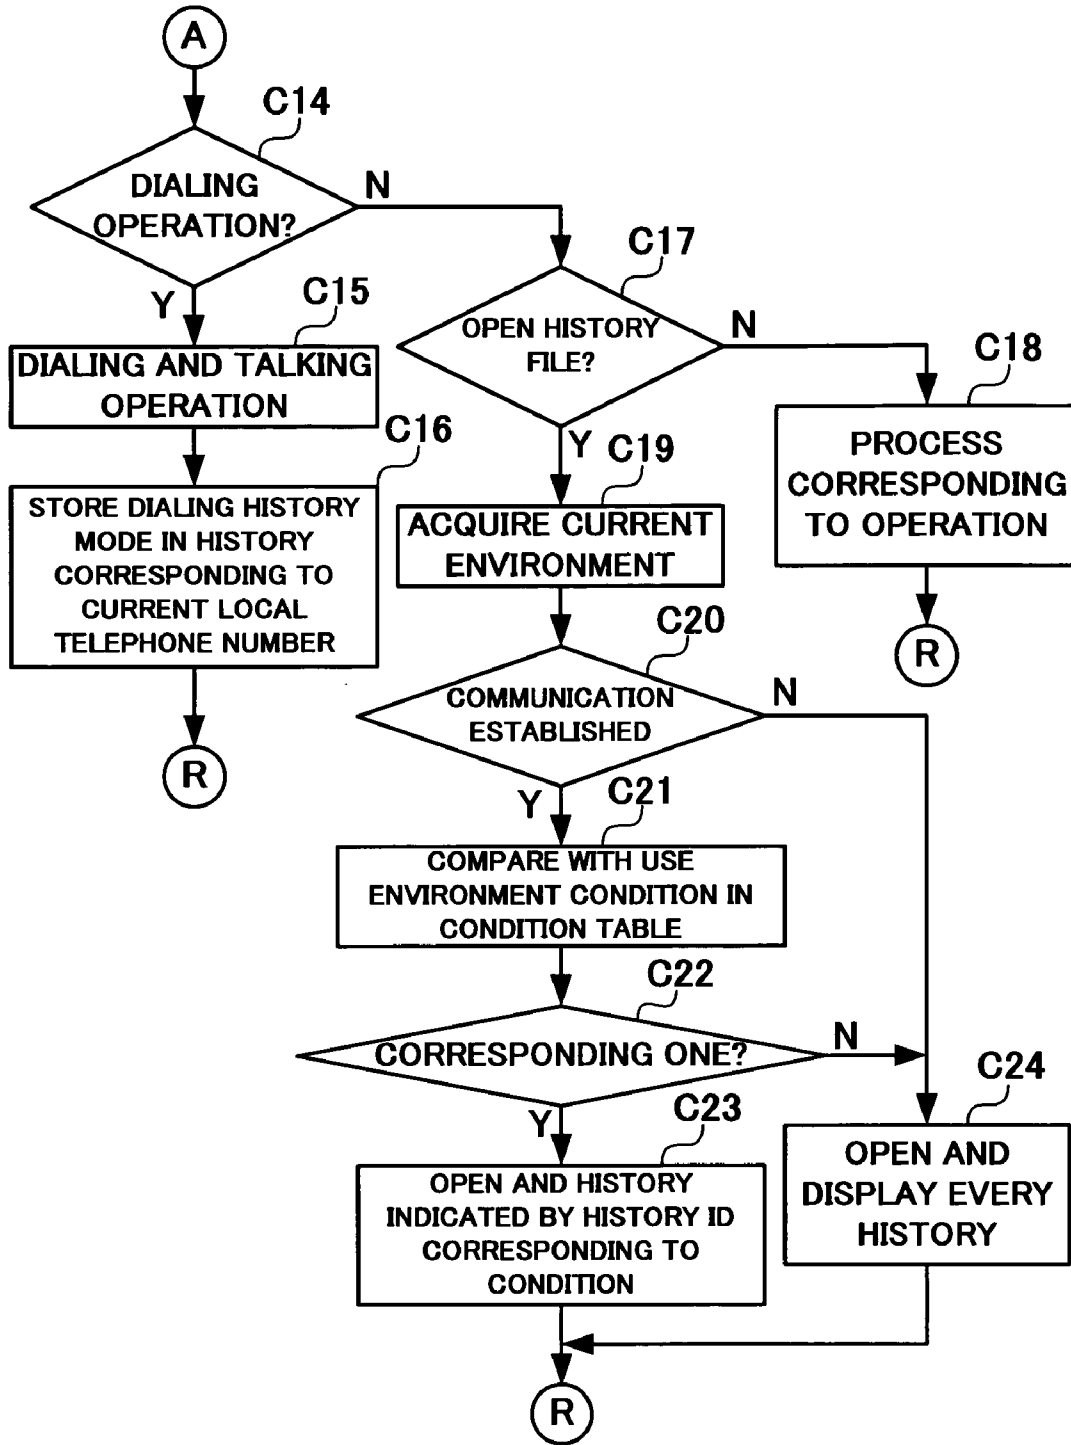 A
C14
DIALING
OPERATION?
N
Y
C15
DIALING AND TALKING
OPERATION
C16
STORE DIALING HISTORY
MODE IN HISTORY
CORRESPONDING TO
CURRENT LOCAL
TELEPHONE NUMBER
R
C17
OPEN HISTORY
FILE?
N
Y
C18
PROCESS
CORRESPONDING
TO OPERATION
R
C19
ACQUIRE CURRENT
ENVIRONMENT
C20
COMMUNICATION
ESTABLISHED
N
Y
C21
COMPARE WITH USE
ENVIRONMENT CONDITION IN
CONDITION TABLE
C22
CORRESPONDING ONE?
N
Y
C23
OPEN AND HISTORY
INDICATED BY HISTORY ID
CORRESPONDING TO
CONDITION
C24
OPEN AND
DISPLAY EVERY
HISTORY
R